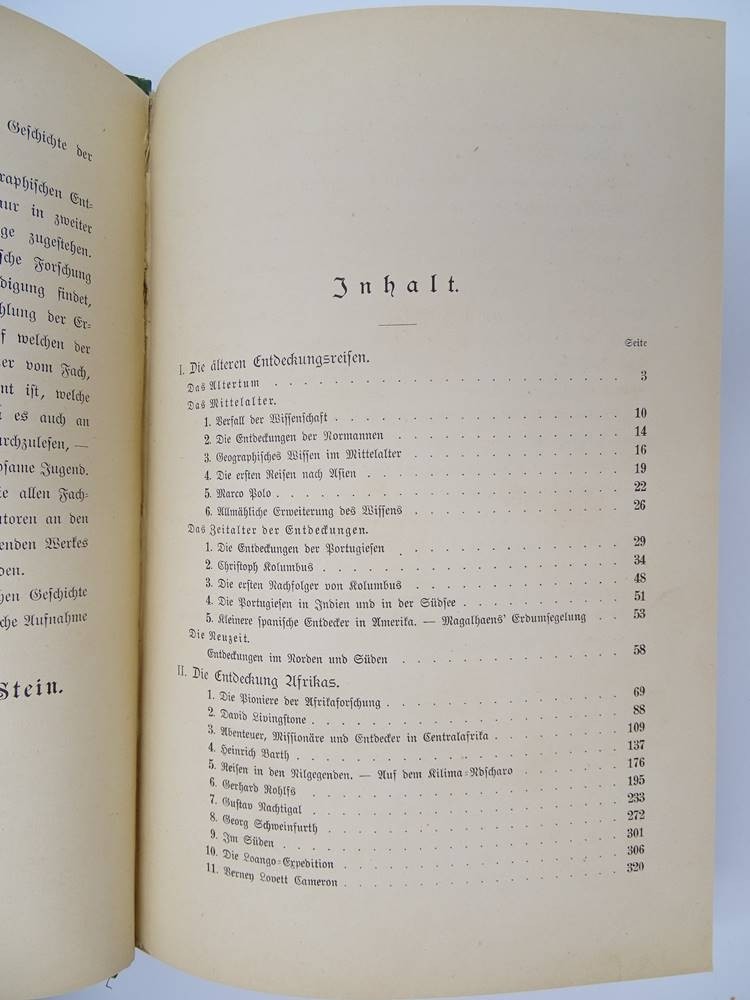 Geschichte der
graphischen Ent-
nur in zweiter
ge zugestehen.
sche Forschung
digung findet,
hlung der Er-
f welchen der
er vom Fach,
nt ist, welche
es auch an
urchzulesen, —
same Jugend.
ie allen Fach-
utoren an den
enden Werkes
den.
hen Geschichte
che Aufnahme
Stein.
Inhalt.
Seite
I. Die älteren Entdeckungsreisen.
Das Altertum . . . . . . . . . . 3
Das Mittelalter.
1. Verfall der Wissenschaft . . . . . . . . . . 10
2. Die Entdeckungen der Normannen . . . . . . . . . . 14
3. Geographisches Wissen im Mittelalter . . . . . . . . . . 16
4. Die ersten Reisen nach Asien . . . . . . . . . . 19
5. Marco Polo . . . . . . . . . . 22
6. Allmähliche Erweiterung des Wissens . . . . . . . . . . 26
Das Zeitalter der Entdeckungen.
1. Die Entdeckungen der Portugiesen . . . . . . . . . . 29
2. Christoph Kolumbus . . . . . . . . . . 34
3. Die ersten Nachfolger von Kolumbus . . . . . . . . . . 48
4. Die Portugiesen in Indien und in der Südsee . . . . . . . . . . 51
5. Kleinere spanische Entdecker in Amerika. — Magalhaens' Erdumsegelung . . 53
Die Neuzeit.
Entdeckungen im Norden und Süden . . . . . . . . . . 58
II. Die Entdeckung Afrikas.
1. Die Pioniere der Afrikaforschung . . . . . . . . . . 69
2. David Livingstone . . . . . . . . . . 88
3. Abenteuer, Missionäre und Entdecker in Centralafrika . . . . . . . . . . 109
4. Heinrich Barth . . . . . . . . . . 137
5. Reisen in den Nilgegenden. — Auf dem Kilima-Ndscharo . . . . . . . . . . 176
6. Gerhard Rohlfs . . . . . . . . . . 195
7. Gustav Nachtigal . . . . . . . . . . 233
8. Georg Schweinfurth . . . . . . . . . . 272
9. Im Süden . . . . . . . . . . 301
10. Die Loango-Expedition . . . . . . . . . . 306
11. Verney Lovett Cameron . . . . . . . . . . 320